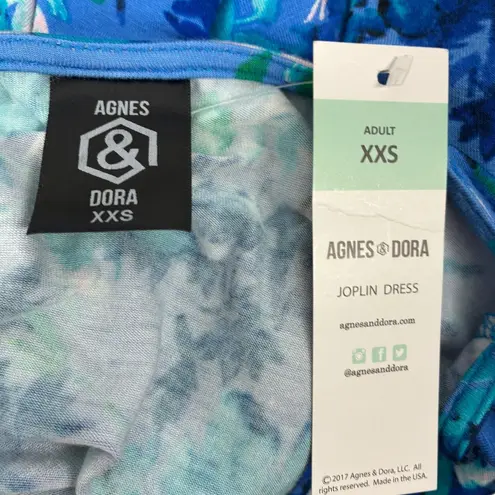 AGNES
&
DORA
XXS
ADULT
XXS
AGNES & DORA
JOPLIN DRESS
agnesanddora.com
@agnesanddora
©2017 Agnes & Dora, LLC. All
rights reserved. Made in the USA.